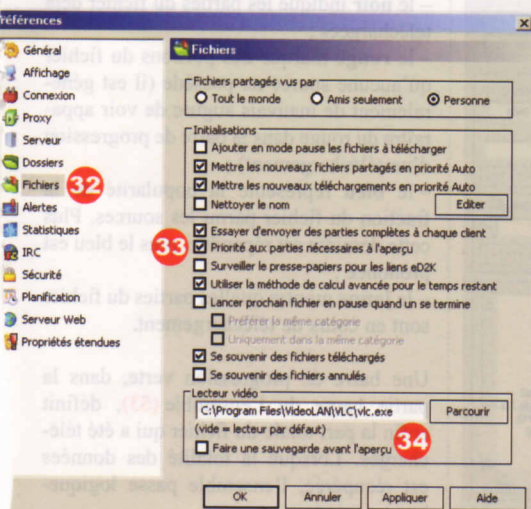 Préférences
Général
Affichage
Connexion
Proxy
Serveur
Dossiers
Fichiers 32
Alertes
Statistiques
IRC
Sécurité
Planification
Serveur Web
Propriétés étendues
Fichiers
Fichiers partagés vus par
Tout le monde Amis seulement Personne
Initialisations
Ajouter en mode pause les fichiers à télécharger
Mettre les nouveaux fichiers partagés en priorité Auto
Mettre les nouveaux téléchargements en priorité Auto
Nettoyer le nom Editer
Essayer d'envoyer des parties complètes à chaque client
33 Priorité aux parties nécessaires à l'aperçu
Surveiller le presse-papiers pour les liens eD2K
Utiliser la méthode de calcul avancée pour le temps restant
Lancer prochain fichier en pause quand un se termine
Préférer la même catégorie
Uniquement dans la même catégorie
Se souvenir des fichiers téléchargés
Se souvenir des fichiers annulés
Lecteur vidéo
C:\Program Files\VideoLAN\VLC\vlc.exe Parcourir
(vide = lecteur par défaut)
Faire une sauvegarde avant l'aperçu 34
OK Annuler Appliquer Aide